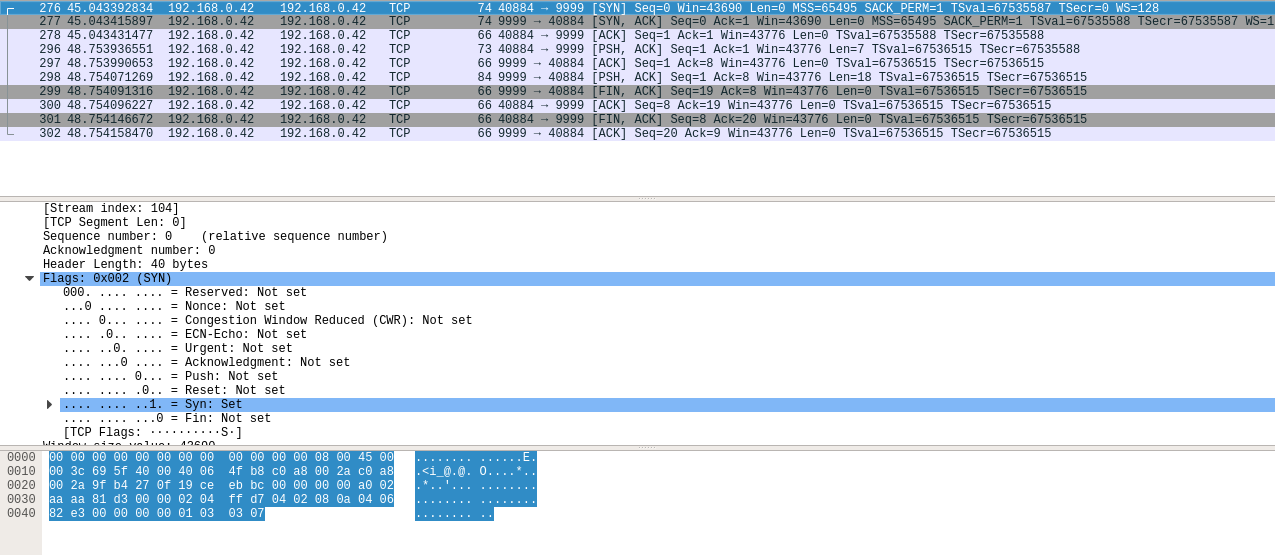 276 45.043392834 192.168.0.42 192.168.0.42 TCP 74 40884 → 9999 [SYN] Seq=0 Win=43690 Len=0 MSS=65495 SACK_PERM=1 TSval=67535587 TSecr=0 WS=128
277 45.043415897 192.168.0.42 192.168.0.42 TCP 74 9999 → 40884 [SYN, ACK] Seq=0 Ack=1 Win=43690 Len=0 MSS=65495 SACK_PERM=1 TSval=67535588 TSecr=67535587 WS=1
278 45.043431477 192.168.0.42 192.168.0.42 TCP 66 40884 → 9999 [ACK] Seq=1 Ack=1 Win=43776 Len=0 TSval=67535588 TSecr=67535588
296 48.753936551 192.168.0.42 192.168.0.42 TCP 73 40884 → 9999 [PSH, ACK] Seq=1 Ack=1 Win=43776 Len=7 TSval=67536515 TSecr=67535588
297 48.753990653 192.168.0.42 192.168.0.42 TCP 66 9999 → 40884 [ACK] Seq=1 Ack=8 Win=43776 Len=0 TSval=67536515 TSecr=67536515
298 48.754071269 192.168.0.42 192.168.0.42 TCP 84 9999 → 40884 [PSH, ACK] Seq=1 Ack=8 Win=43776 Len=18 TSval=67536515 TSecr=67536515
299 48.754091316 192.168.0.42 192.168.0.42 TCP 66 9999 → 40884 [FIN, ACK] Seq=19 Ack=8 Win=43776 Len=0 TSval=67536515 TSecr=67536515
300 48.754096227 192.168.0.42 192.168.0.42 TCP 66 40884 → 9999 [ACK] Seq=8 Ack=19 Win=43776 Len=0 TSval=67536515 TSecr=67536515
301 48.754146672 192.168.0.42 192.168.0.42 TCP 66 40884 → 9999 [FIN, ACK] Seq=8 Ack=20 Win=43776 Len=0 TSval=67536515 TSecr=67536515
302 48.754158470 192.168.0.42 192.168.0.42 TCP 66 9999 → 40884 [ACK] Seq=20 Ack=9 Win=43776 Len=0 TSval=67536515 TSecr=67536515
[Stream index: 104]
[TCP Segment Len: 0]
Sequence number: 0    (relative sequence number)
Acknowledgment number: 0
Header Length: 40 bytes
Flags: 0x002 (SYN)
000. .... .... = Reserved: Not set
...0 .... .... = Nonce: Not set
.... 0... .... = Congestion Window Reduced (CWR): Not set
.... .0.. .... = ECN-Echo: Not set
.... ..0. .... = Urgent: Not set
.... ...0 .... = Acknowledgment: Not set
.... .... 0... = Push: Not set
.... .... .0.. = Reset: Not set
.... .... ..1. = Syn: Set
.... .... ...0 = Fin: Not set
[TCP Flags: ··········S·]
Window size value: 43690
0000 00 00 00 00 00 00 00 00 00 00 00 00 08 00 45 00 ........ ......E.
0010 00 3c 69 5f 40 00 40 06 4f b8 c0 a8 00 2a c0 a8 .<i_@.@. O....*..
0020 00 2a 9f b4 27 0f 19 ce eb bc 00 00 00 00 a0 02 .*..'... ........
0030 aa aa 81 d3 00 00 02 04 ff d7 04 02 08 0a 04 06 ........ ........
0040 82 e3 00 00 00 00 01 03 03 07 ........ ..